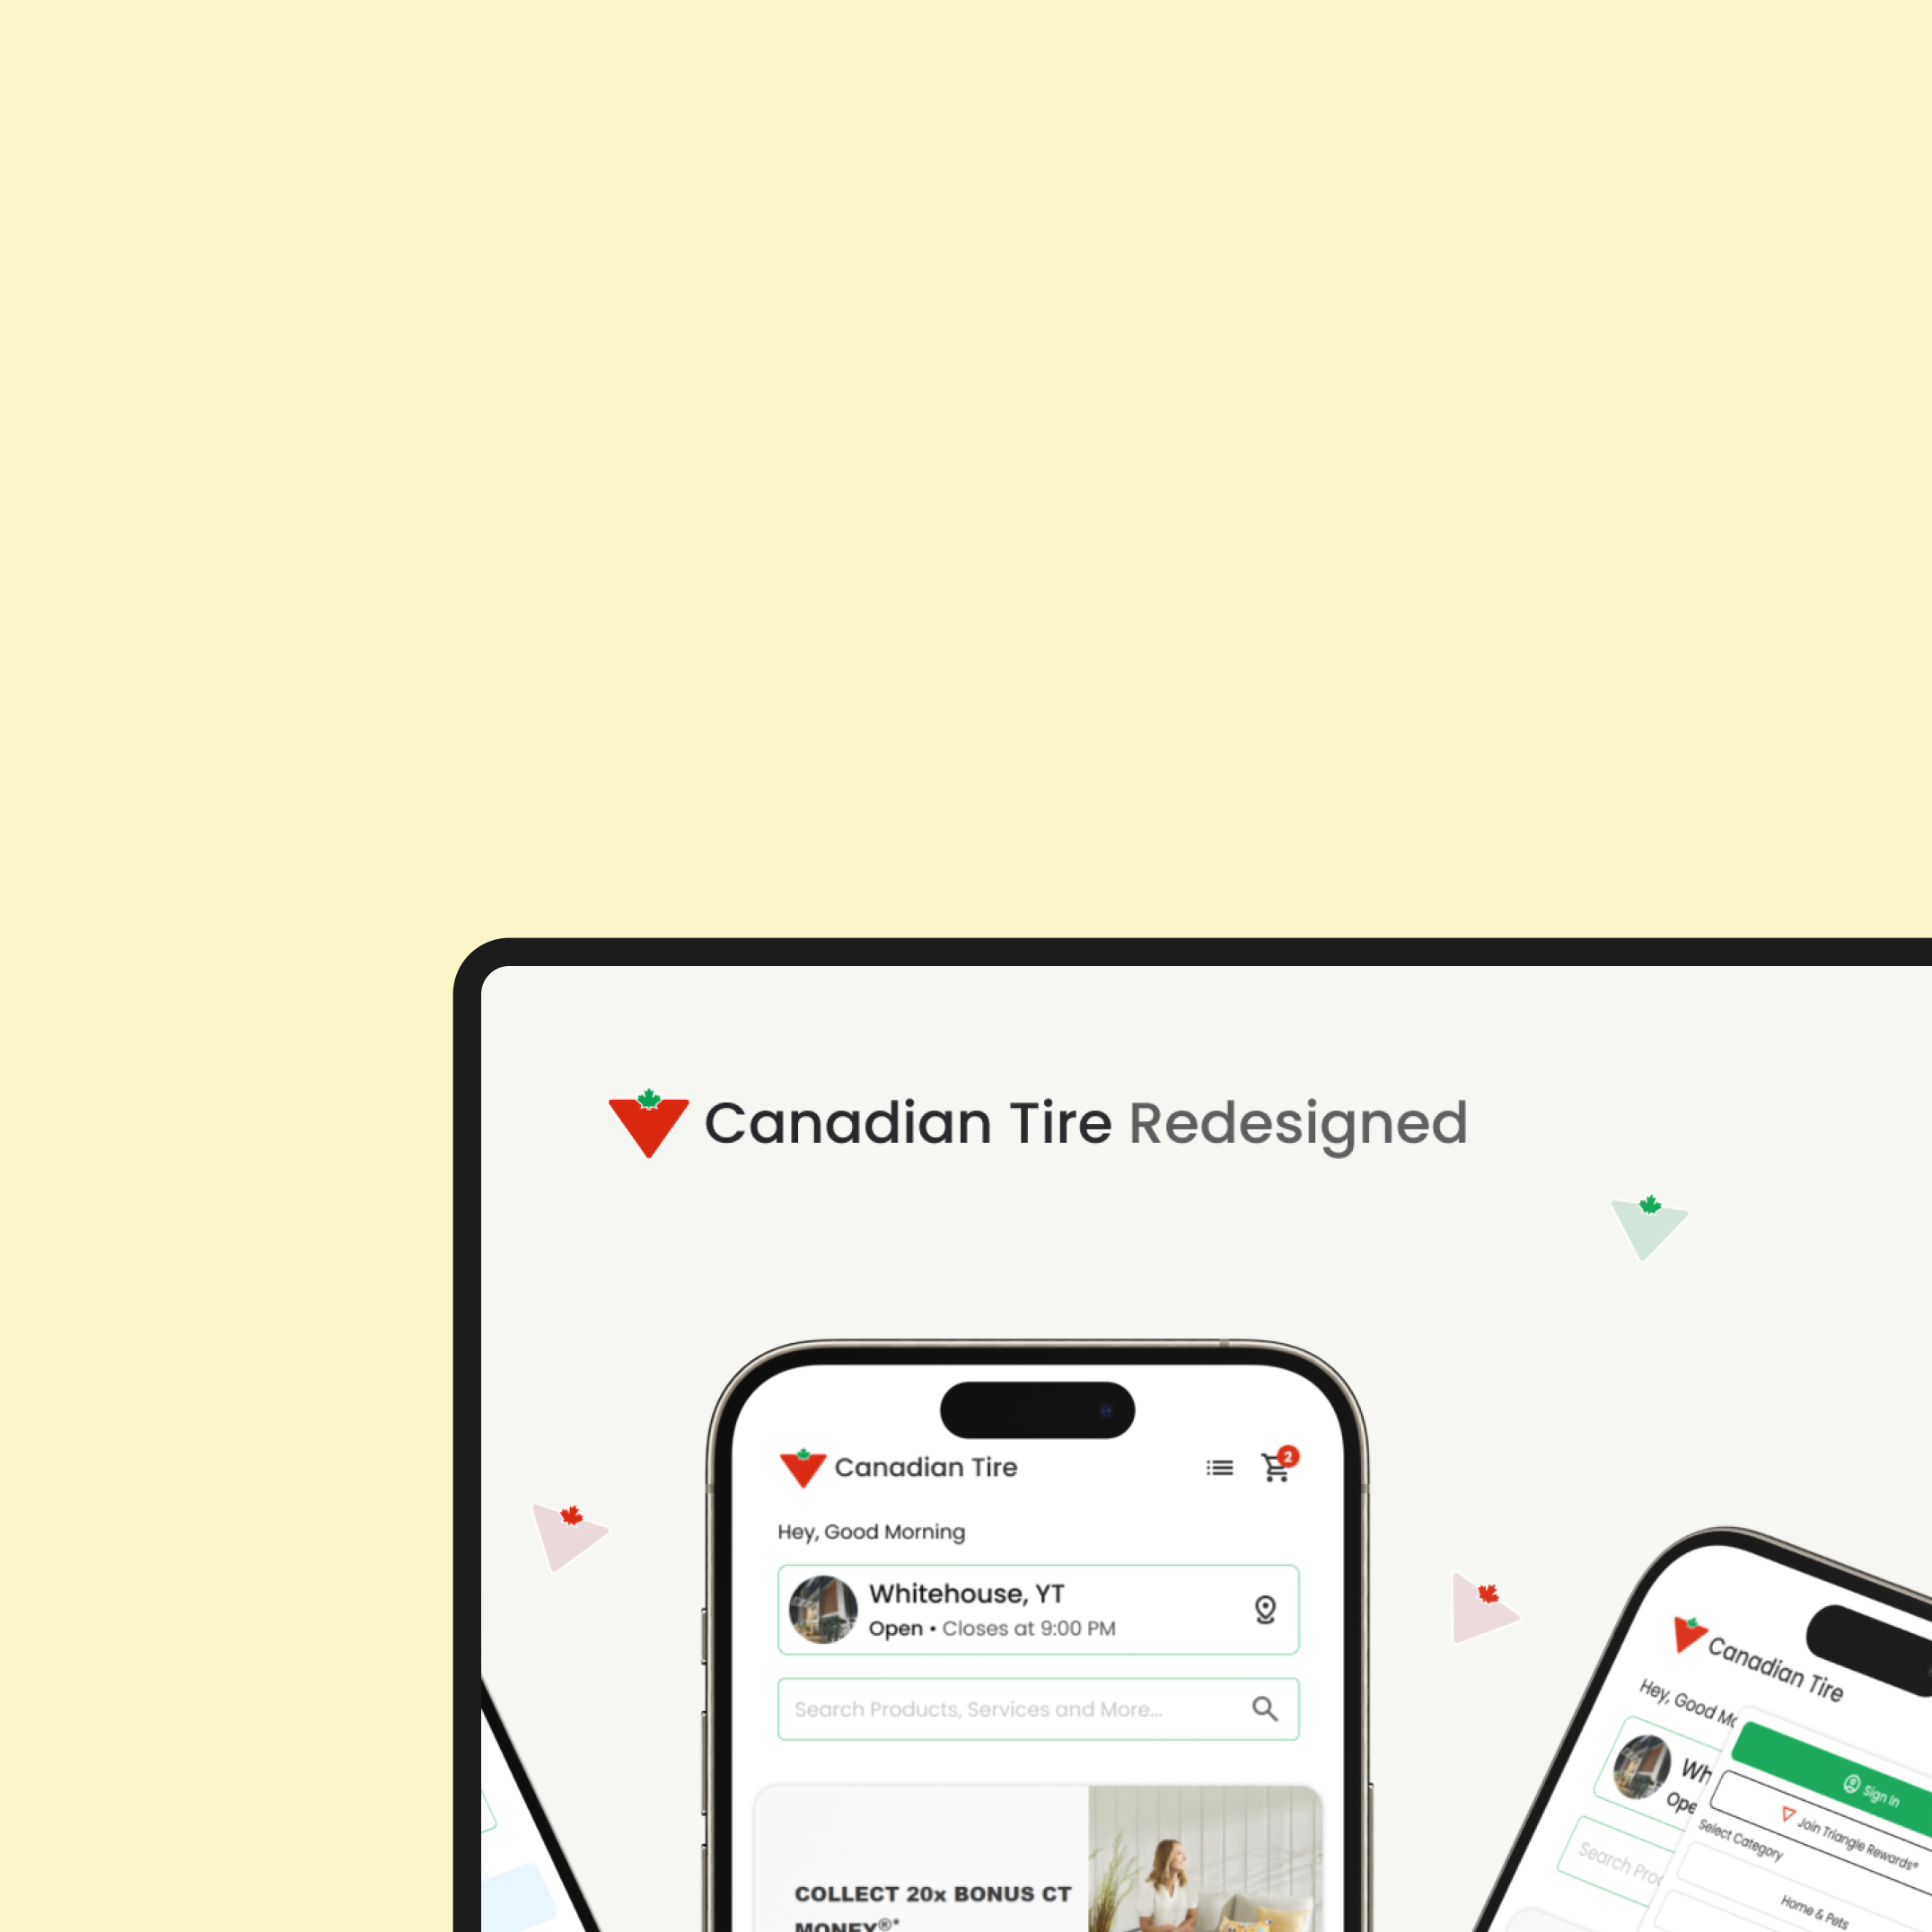 Canadian Tire Redesigned
Canadian Tire
2
Hey, Good Morning
Whitehouse, YT
Open • Closes at 9:00 PM
Search Products, Services and More...
COLLECT 20x BONUS CT
MONEY®*
Canadian Tire
Hey, Good Mo
Wh
Ope
Search Proc
Sign In
Join Triangle Rewards®
Select Category
Home & Pets